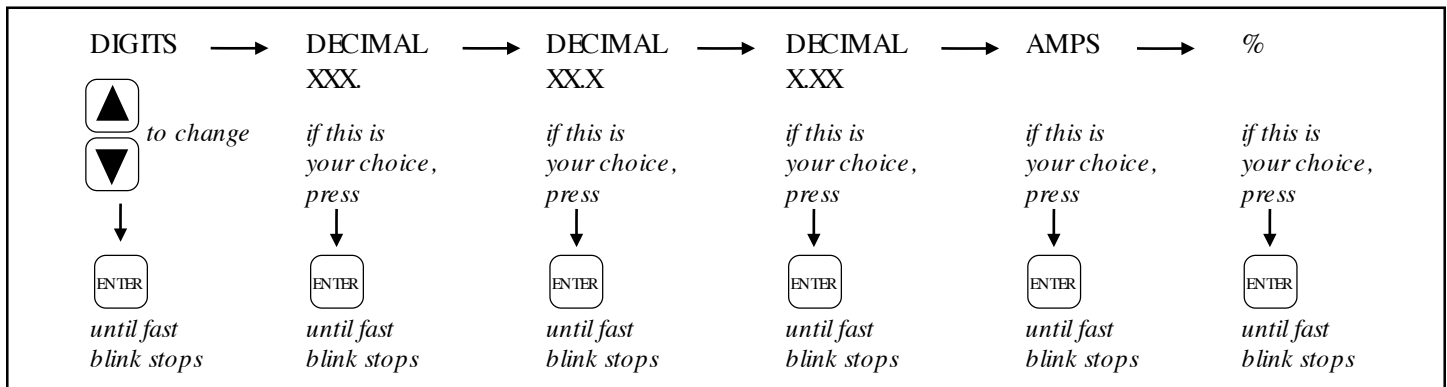 DIGITS DECIMAL DECIMAL DECIMAL AMPS %
XXX. XX.X X.XX
to change if this is if this is if this is if this is if this is
your choice, your choice, your choice, your choice, your choice,
press press press press press
ENTER ENTER ENTER ENTER ENTER ENTER
until fast until fast until fast until fast until fast until fast
blink stops blink stops blink stops blink stops blink stops blink stops